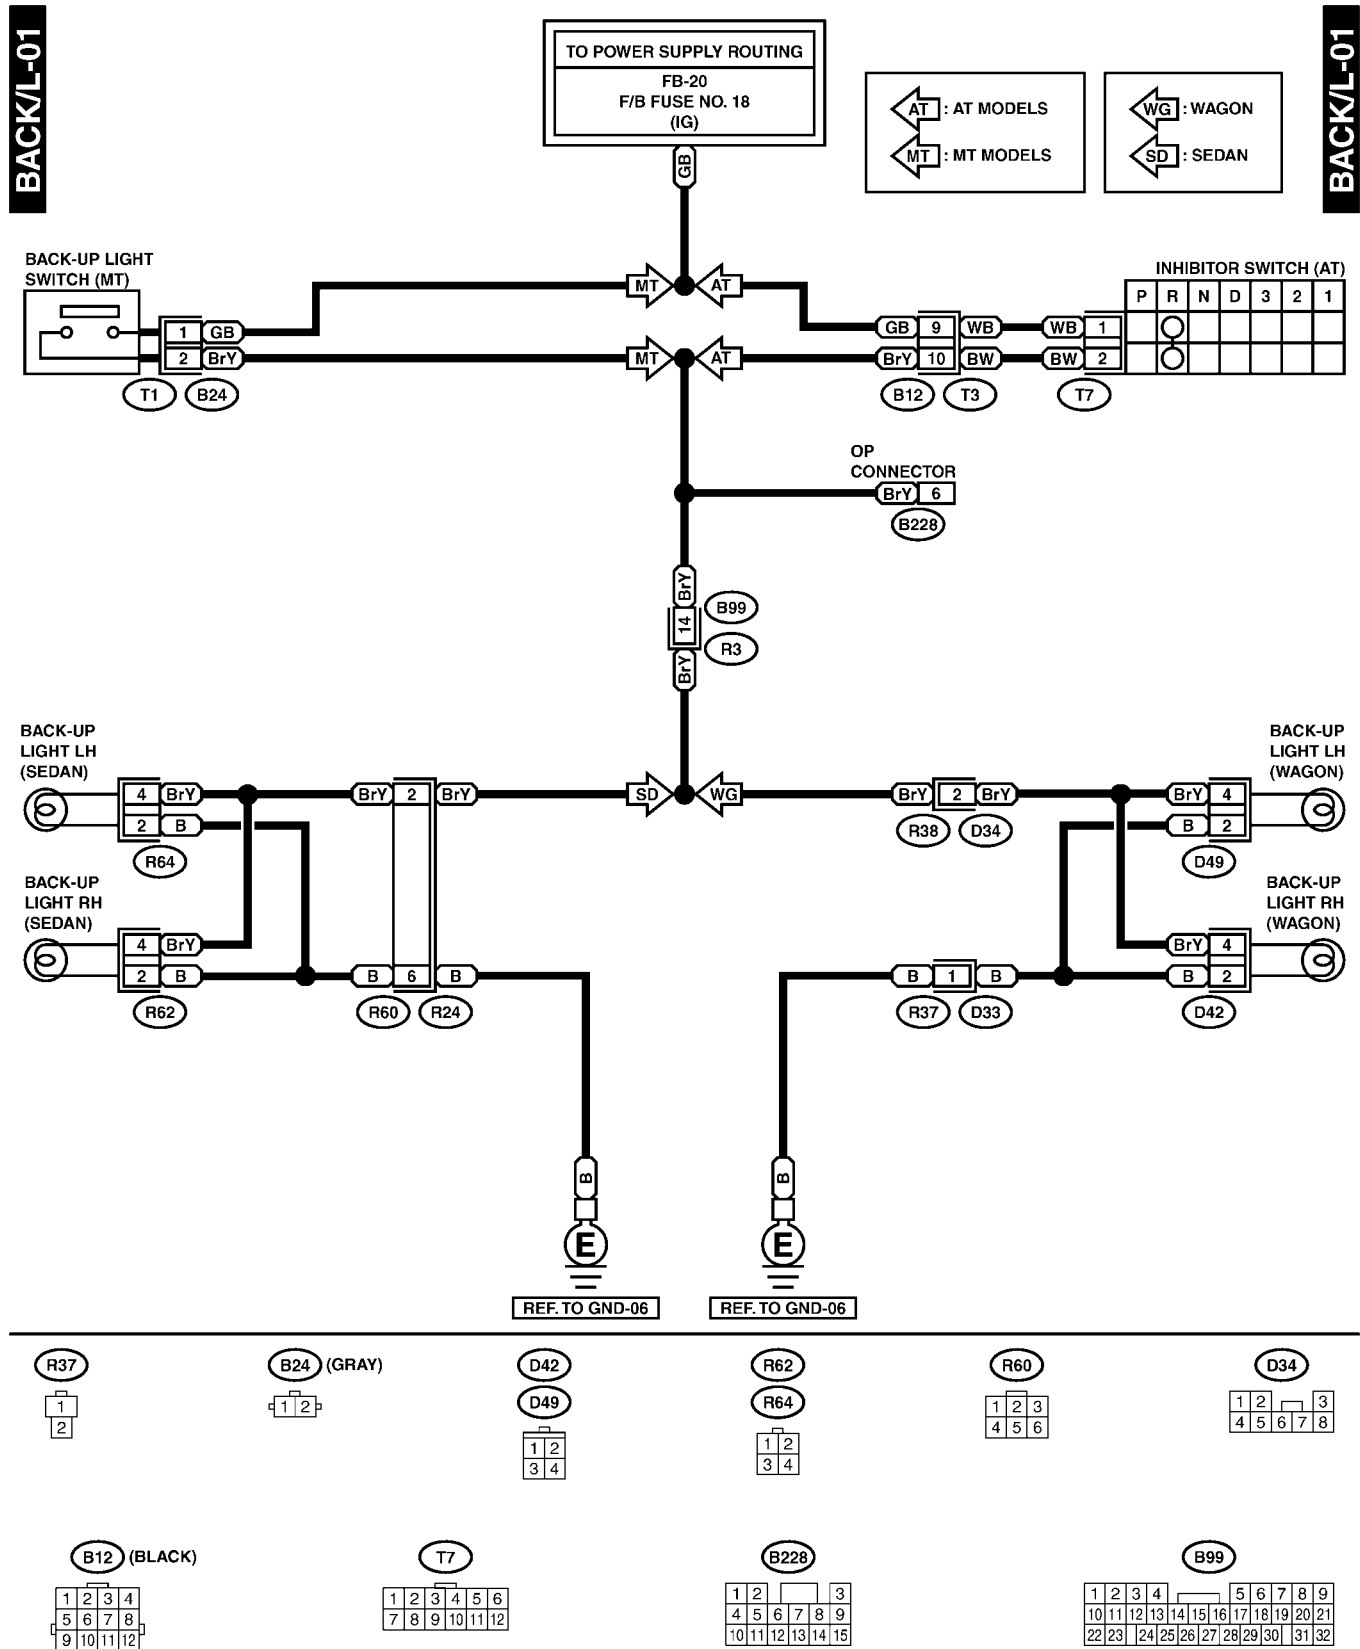 BACK/L-01
BACK/L-01
TO POWER SUPPLY ROUTING
FB-20
F/B FUSE NO. 18
(IG)
AT : AT MODELS
MT : MT MODELS
WG : WAGON
SD : SEDAN
GB
BACK-UP LIGHT
SWITCH (MT)
INHIBITOR SWITCH (AT)
P R N D 3 2 1
MT AT
1 GB
GB 9 WB WB 1
2 BrY
MT AT
BrY 10 BW BW 2
T1 B24
B12 T3 T7
OP
CONNECTOR
BrY 6
B228
BrY
14
BrY
B99
R3
BACK-UP
LIGHT LH
(SEDAN)
BACK-UP
LIGHT LH
(WAGON)
4 BrY BrY 2 BrY SD WG BrY 2 BrY BrY 4
2 B
B 2
R64
R38 D34
D49
BACK-UP
LIGHT RH
(SEDAN)
BACK-UP
LIGHT RH
(WAGON)
4 BrY
BrY 4
2 B B 6 B
B 1 B B 2
R62 R60 R24
R37 D33 D42
B B
E E
REF. TO GND-06 REF. TO GND-06
R37
1
2
B24 (GRAY)
1 2
D42
D49
1 2
3 4
R62
R64
1 2
3 4
R60
1 2 3
4 5 6
D34
1 2 3
4 5 6 7 8
B12 (BLACK)
1 2 3 4
5 6 7 8
9 10 11 12
T7
1 2 3 4 5 6
7 8 9 10 11 12
B228
1 2 3
4 5 6 7 8 9
10 11 12 13 14 15
B99
1 2 3 4 5 6 7 8 9
10 11 12 13 14 15 16 17 18 19 20 21
22 23 24 25 26 27 28 29 30 31 32